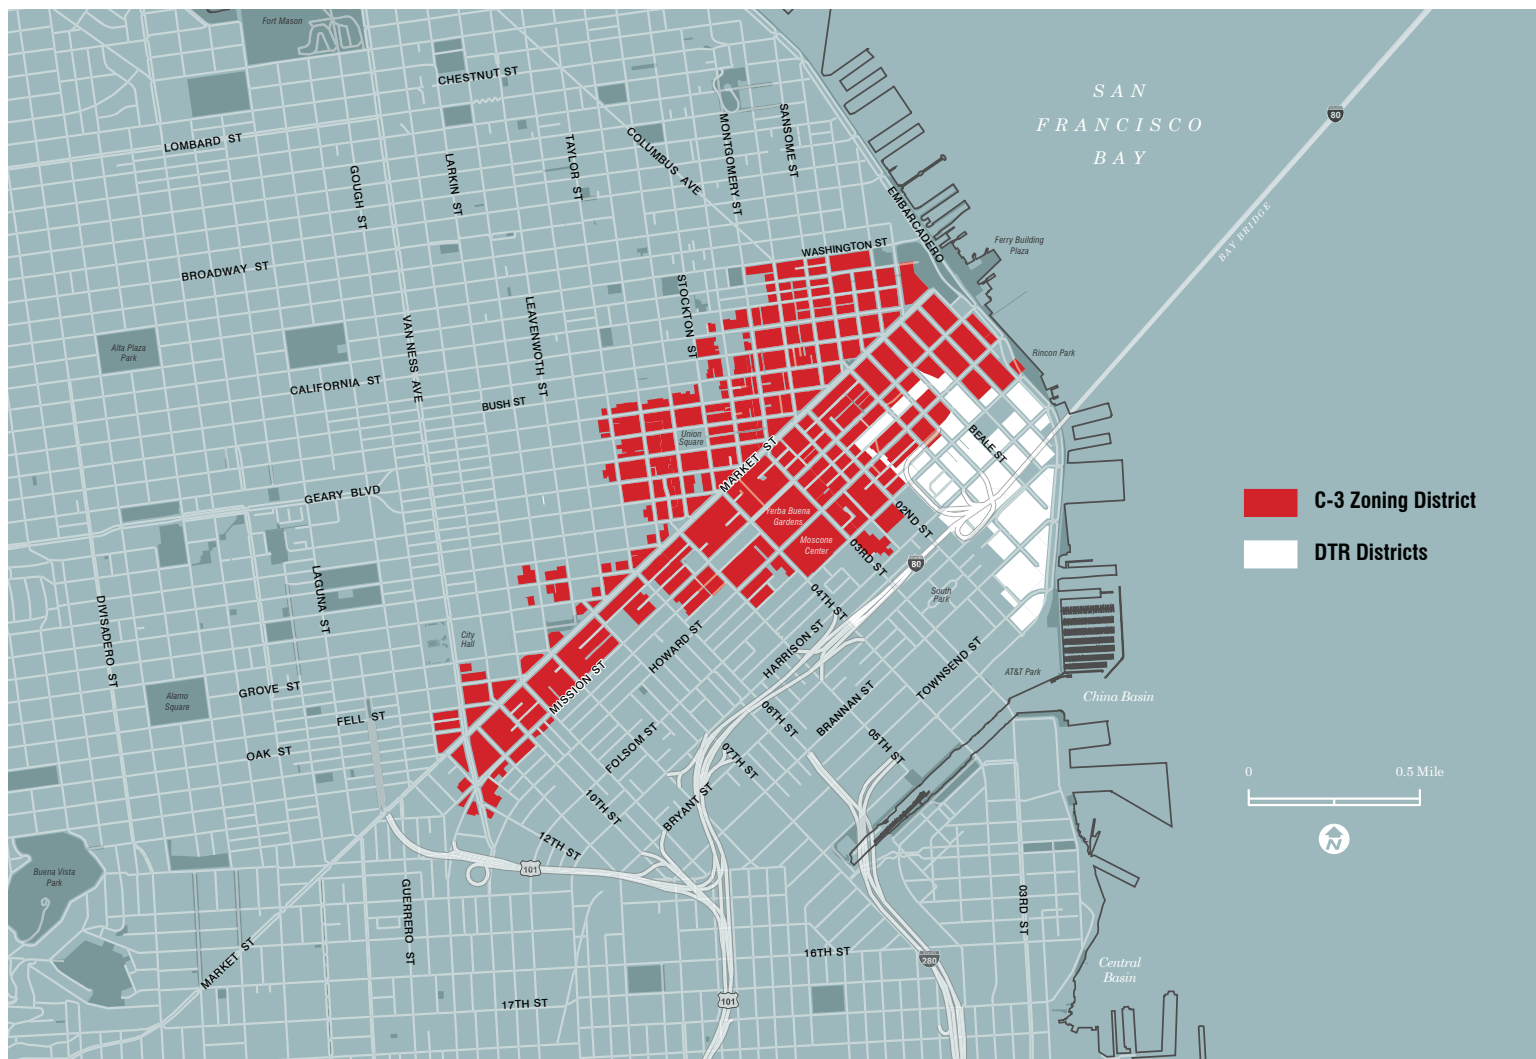 Fort Mason
CHESTNUT ST
SAN
FRANCISCO
BAY
80
LOMBARD ST
GOUGH ST
LARKIN ST
TAYLOR ST
COLUMBUS AVE
MONTGOMERY ST
SANSOME ST
EMBARCADERO
Ferry Building
Plaza
BAY BRIDGE
WASHINGTON ST
BROADWAY ST
STOCKTON ST
LEAVENWOTH ST
VAN NESS AVE
Alta Plaza
Park
Rincon Park
CALIFORNIA ST
BUSH ST
Union
Square
BEALE ST
MARKET ST
GEARY BLVD
Yerba Buena
Gardens
Moscone
Center
02ND ST
03RD ST
80
C-3 Zoning District
DTR Districts
South
Park
04TH ST
LAGUNA ST
DIVISADERO ST
City
Hall
HOWARD ST
HARRISON ST
TOWNSEND ST
AT&T Park
China Basin
Alamo
Square
GROVE ST
MISSION ST
FELL ST
OAK ST
FOLSOM ST
06TH ST
BRANNAN ST
05TH ST
07TH ST
0
0.5 Mile
N
10TH ST
BRYANT ST
12TH ST
101
Buena Vista
Park
GUERRERO ST
03RD ST
MARKET ST
16TH ST
280
Central
Basin
17TH ST
101